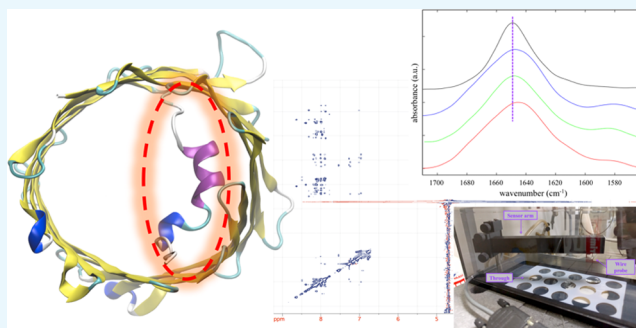 absorbance (a.u.)
1700 1680 1660 1640 1620 1600 1580
wavenumber (cm⁻¹)
Sensor arm
Wire
probe
Through
ppm 8 7 6 5